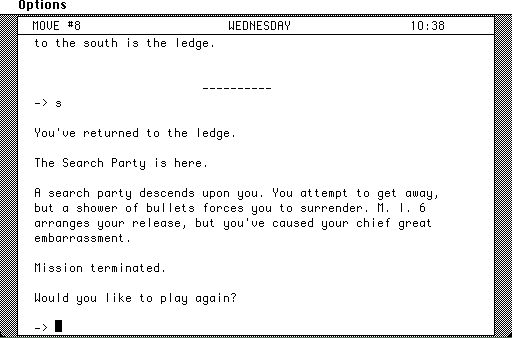 Options
MOVE #8 WEDNESDAY 10:38
to the south is the ledge.
----------
-> s
You've returned to the ledge.
The Search Party is here.
A search party descends upon you. You attempt to get away,
but a shower of bullets forces you to surrender. M. I. 6
arranges your release, but you've caused your chief great
embarrassment.
Mission terminated.
Would you like to play again?
->